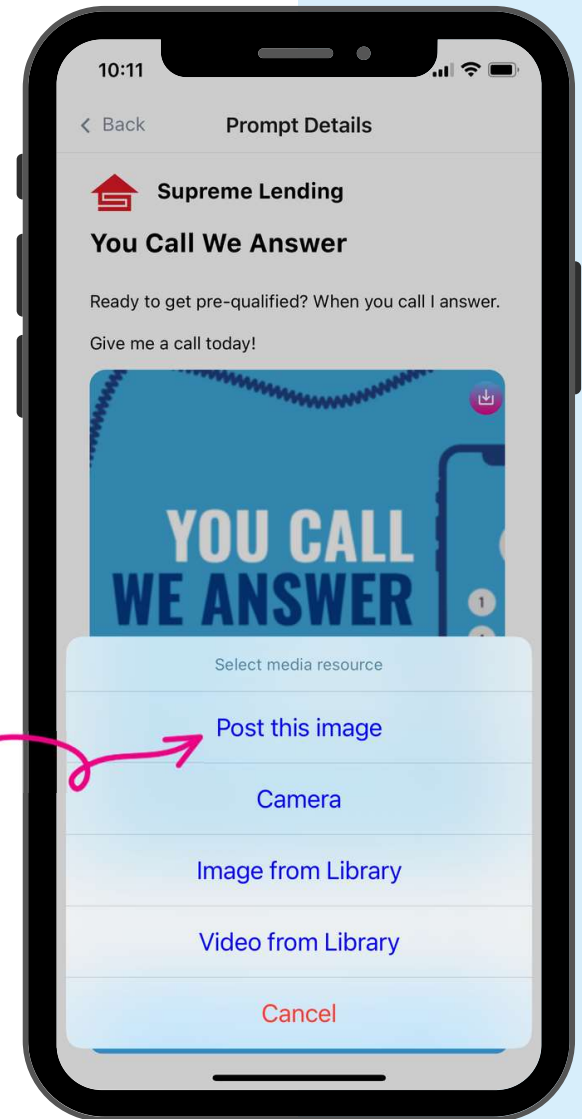 10:11
Back
Prompt Details
Supreme Lending
You Call We Answer
Ready to get pre-qualified? When you call I answer.
Give me a call today!
YOU CALL
WE ANSWER
1
Select media resource
Post this image
Camera
Image from Library
Video from Library
Cancel